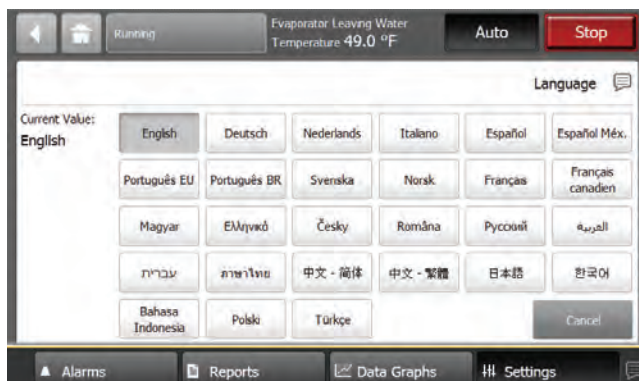 Running
Evaporator Leaving Water
Temperature 49.0 °F
Auto
Stop
Language
Current Value:
English
English
Deutsch
Nederlands
Italiano
Español
Español Méx.
Português EU
Português BR
Svenska
Norsk
Français
Français
canadien
Magyar
Ελληνικά
Česky
Româna
Русский
العربية
עברית
ภาษาไทย
中文 - 简体
中文 - 繁體
日本語
한국어
Bahasa
Indonesia
Polski
Türkçe
Cancel
Alarms
Reports
Data Graphs
Settings